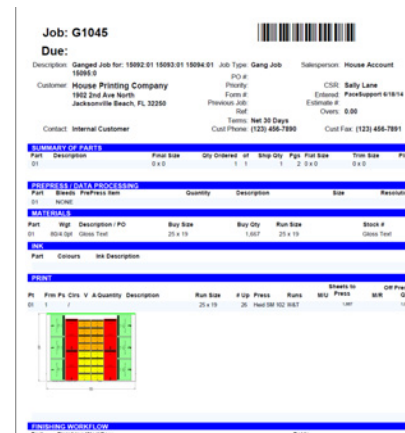 Job: G1045
Due:
Description: Ganged Job for: 15092:01 15093:01 15094:01 Job Type: Gang Job Salesperson: House Account
15095:0
PO #:
Customer: House Printing Company Priority: CSR: Sally Lane
1902 2nd Ave North Form #: Entered: PaceSupport 6/18/14
Jacksonville Beach, FL 32250 Previous Job: Estimate #
Ref: Overs: 0.00
Terms: Net 30 Days
Contact: Internal Customer Cust Phone: (123) 456-7890 Cust Fax: (123) 456-7891
SUMMARY OF PARTS
Part Description Final Size Qty Ordered of Ship Qty Pgs Flat Size Trim Size
01 0 x 0 1 1 2 0 x 0 0 x 0
PREPRESS / DATA PROCESSING
Part Bleeds PrePress Item Quantity Description Size Resoluti
01 NONE
MATERIALS
Part Wgt Description / PO Buy Size Buy Qty Run Size Stock #
01 80/4.0pt Gloss Text 25 x 19 1,667 25 x 19 Gloss Text
INK
Part Colours Ink Description
PRINT
Sheets to Off Pres
Pt Frm Ps Clrs V A Quantity Description Run Size # Up Press Runs M/U Press M/R
01 1 / 25 x 19 26 Heid SM 102 W&T
FINISHING WORKFLOW